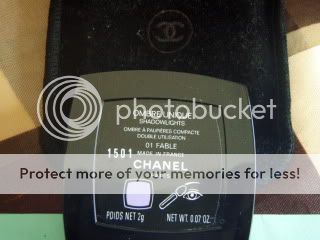 photobucket
OMBRE UNIQUE
SHADOWLIGHTS
OMBRE À PAUPIÈRES COMPACTE
DOUBLE UTILISATION
01 FABLE
1501 MADE IN FRANCE
CHANEL
Protect more of your memories for less!
POIDS NET 2g NET WT. 0.07 OZ.